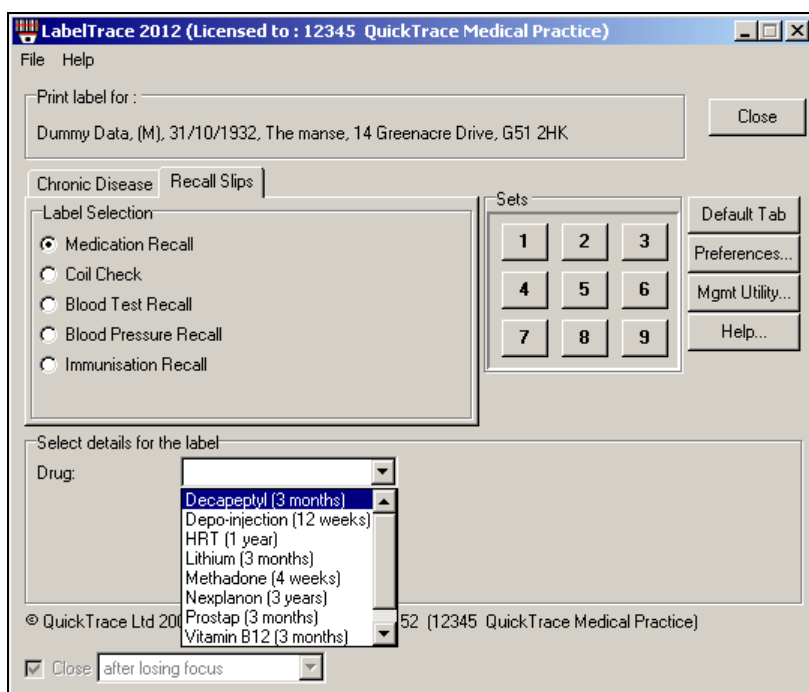 LabelTrace 2012 (Licensed to : 12345 QuickTrace Medical Practice)
File Help
Print label for :
Dummy Data, (M), 31/10/1932, The manse, 14 Greenacre Drive, G51 2HK
Close
Chronic Disease Recall Slips
Label Selection
Medication Recall
Coil Check
Blood Test Recall
Blood Pressure Recall
Immunisation Recall
Sets
1 2 3
4 5 6
7 8 9
Default Tab
Preferences...
Mgmt Utility...
Help...
Select details for the label
Drug:
Decapeptyl (3 months)
Depo-injection (12 weeks)
HRT (1 year)
Lithium (3 months)
Methadone (4 weeks)
Nexplanon (3 years)
Prostap (3 months)
Vitamin B12 (3 months)
© QuickTrace Ltd 200 52 (12345 QuickTrace Medical Practice)
Close after losing focus